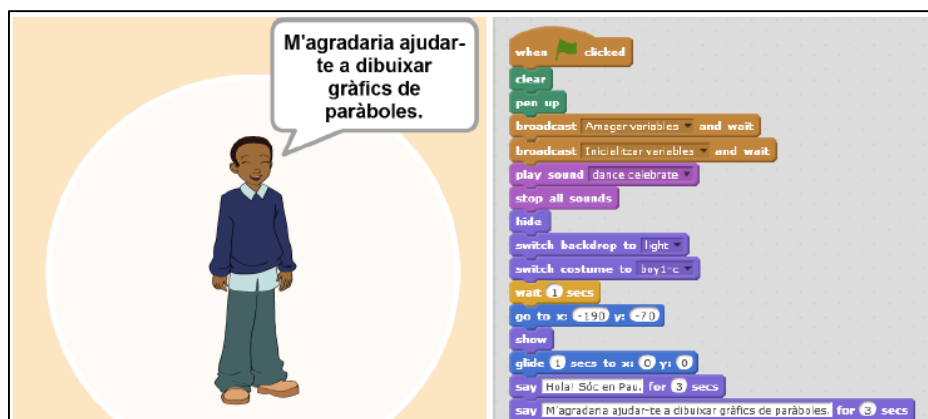 M'agradaria ajudar-
te a dibuixar
gràfics de
paràboles.
when clicked
clear
pen up
broadcast Amagar variables and wait
broadcast Inicialitzar variables and wait
play sound dance celebrate
stop all sounds
hide
switch backdrop to light
switch costume to boy1-c
wait 1 secs
go to x: -190 y: -70
show
glide 1 secs to x: 0 y: 0
say Hola! Sóc en Pau. for 3 secs
say M'agradaria ajudar-te a dibuixar gràfics de paràboles. for 3 secs